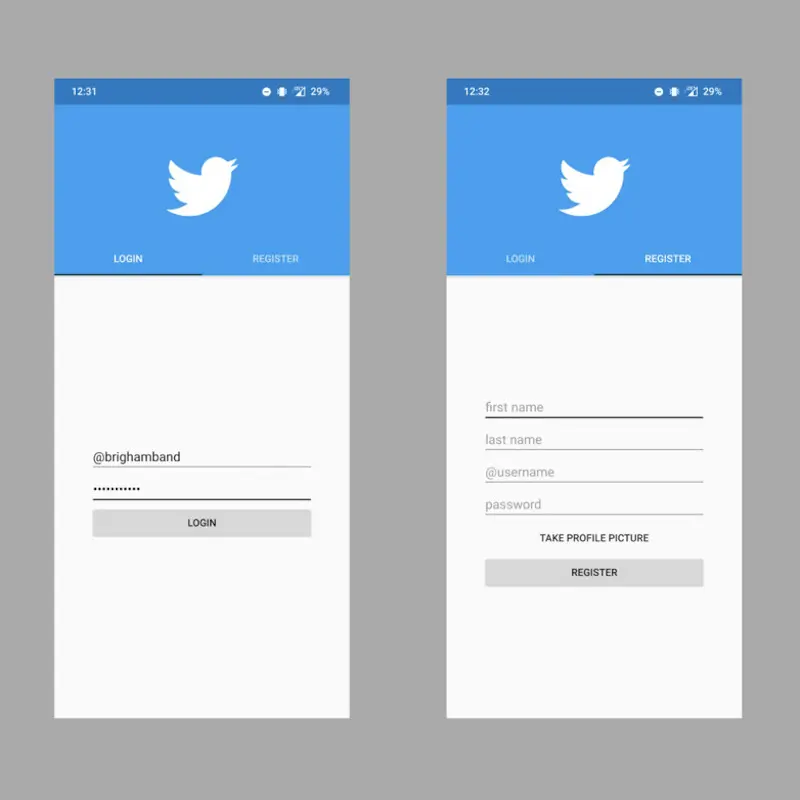 12:31
29%
LOGIN
REGISTER
@brighamband
•••••••••••
LOGIN
12:32
29%
LOGIN
REGISTER
first name
last name
@username
password
TAKE PROFILE PICTURE
REGISTER